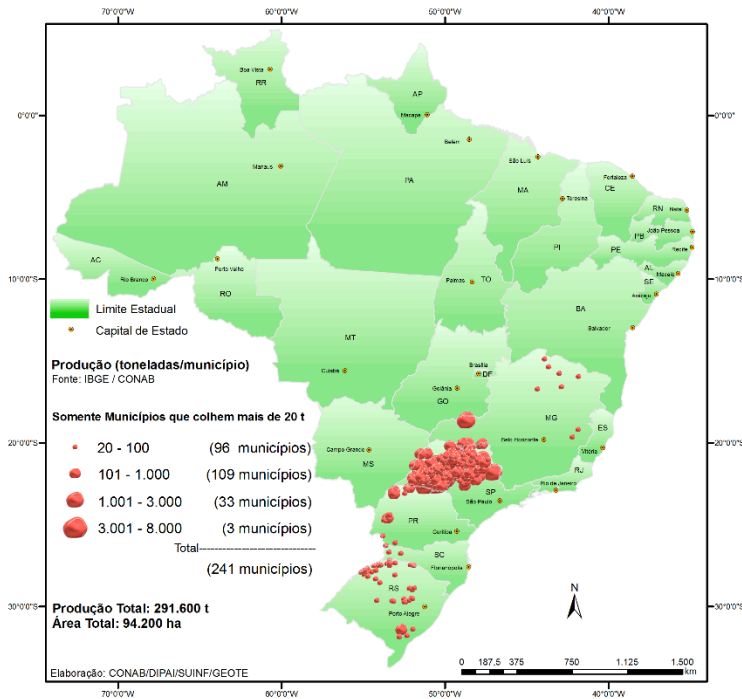 70°0'0"W 60°0'0"W 50°0'0"W 40°0'0"W
Boa Vista
RR
AP
Macapa
0°0'0" 0°0'0"
Belém
São Luis
Manaus
Fortaleza
AM
PA
MA
Teresina
CE
RN
Natal
João Pessoa
PB
PI
PE
Recife
AC
Porto Velho
AL
Maceió
Rio Branco
Palmas
TO
SE
10°0'0"S 10°0'0"S
RO
Aracaju
BA
Limite Estadual
MT
Salvador
Capital de Estado
Brasília
DF
Produção (toneladas/município)
Cuiabá
Fonte: IBGE / CONAB
Goiânia
GO
Somente Municípios que colhem mais de 20 t
MG
ES
20°0'0"S 20°0'0"S
20 - 100 (96 municípios)
Campo Grande
Belo Horizonte
Vitória
MS
101 - 1.000 (109 municípios)
RJ
Rio de Janeiro
SP
1.001 - 3.000 (33 municípios)
São Paulo
PR
3.001 - 8.000 (3 municípios)
Curitiba
Total--------------------------------
SC
(241 municípios)
Florianópolis
N
RS
Produção Total: 291.600 t
Porto Alegre
30°0'0"S 30°0'0"S
Área Total: 94.200 ha
0 187,5 375 750 1.125 1.500
km
Elaboração: CONAB/DIPAI/SUINF/GEOTE
70°0'0"W 60°0'0"W 50°0'0"W 40°0'0"W